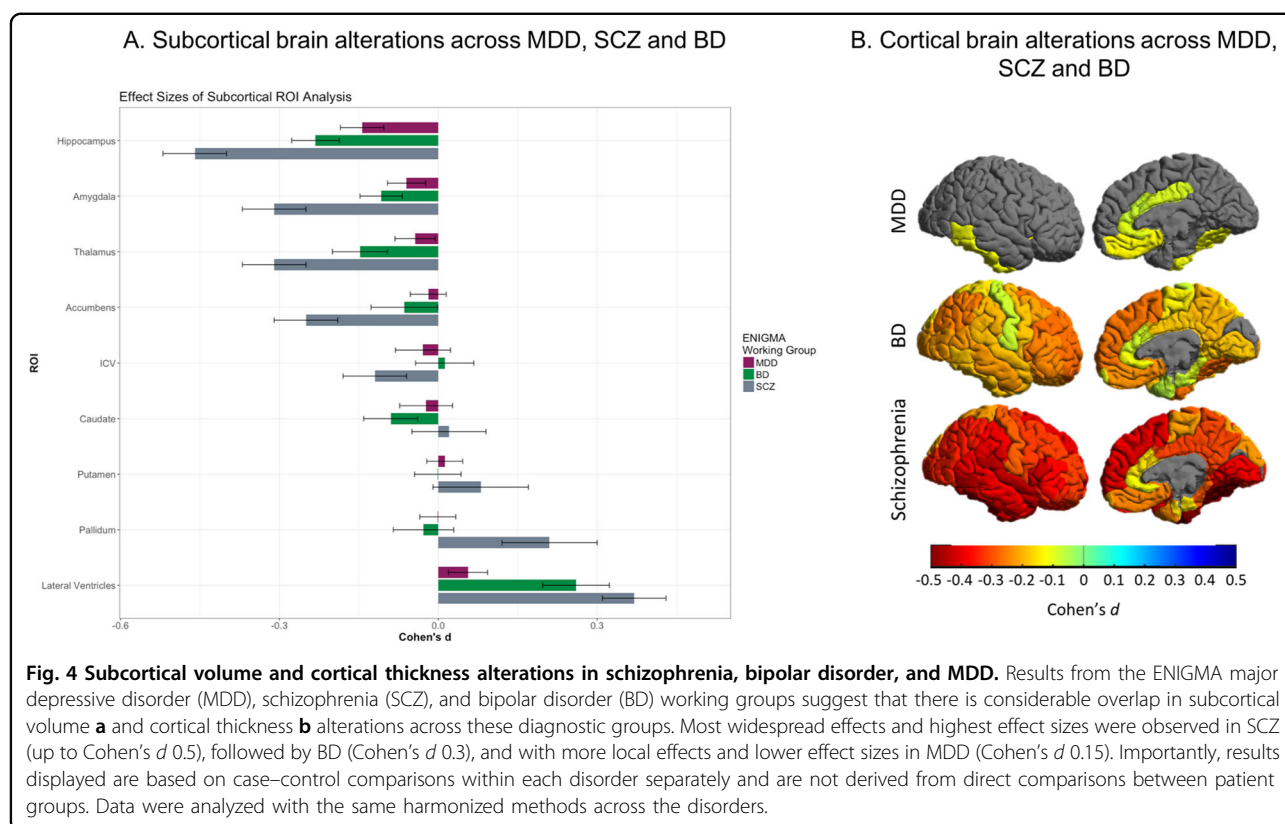 A. Subcortical brain alterations across MDD, SCZ and BD
Effect Sizes of Subcortical ROI Analysis
ROI
Hippocampus
Amygdala
Thalamus
Accumbens
ICV
Caudate
Putamen
Pallidum
Lateral Ventricles
-0.6
-0.3
0.0
0.3
Cohen's d
ENIGMA
Working Group
MDD
BD
SCZ
B. Cortical brain alterations across MDD,
SCZ and BD
MDD
BD
Schizophrenia
-0.5 -0.4 -0.3 -0.2 -0.1 0 0.1 0.2 0.3 0.4 0.5
Cohen's d
Fig. 4 Subcortical volume and cortical thickness alterations in schizophrenia, bipolar disorder, and MDD. Results from the ENIGMA major
depressive disorder (MDD), schizophrenia (SCZ), and bipolar disorder (BD) working groups suggest that there is considerable overlap in subcortical
volume a and cortical thickness b alterations across these diagnostic groups. Most widespread effects and highest effect sizes were observed in SCZ
(up to Cohen's d 0.5), followed by BD (Cohen's d 0.3), and with more local effects and lower effect sizes in MDD (Cohen's d 0.15). Importantly, results
displayed are based on case–control comparisons within each disorder separately and are not derived from direct comparisons between patient
groups. Data were analyzed with the same harmonized methods across the disorders.